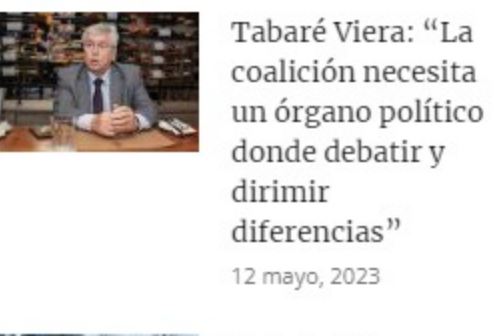 Tabaré Viera: “La
coalición necesita
un órgano político
donde debatir y
dirimir
diferencias”
12 mayo, 2023